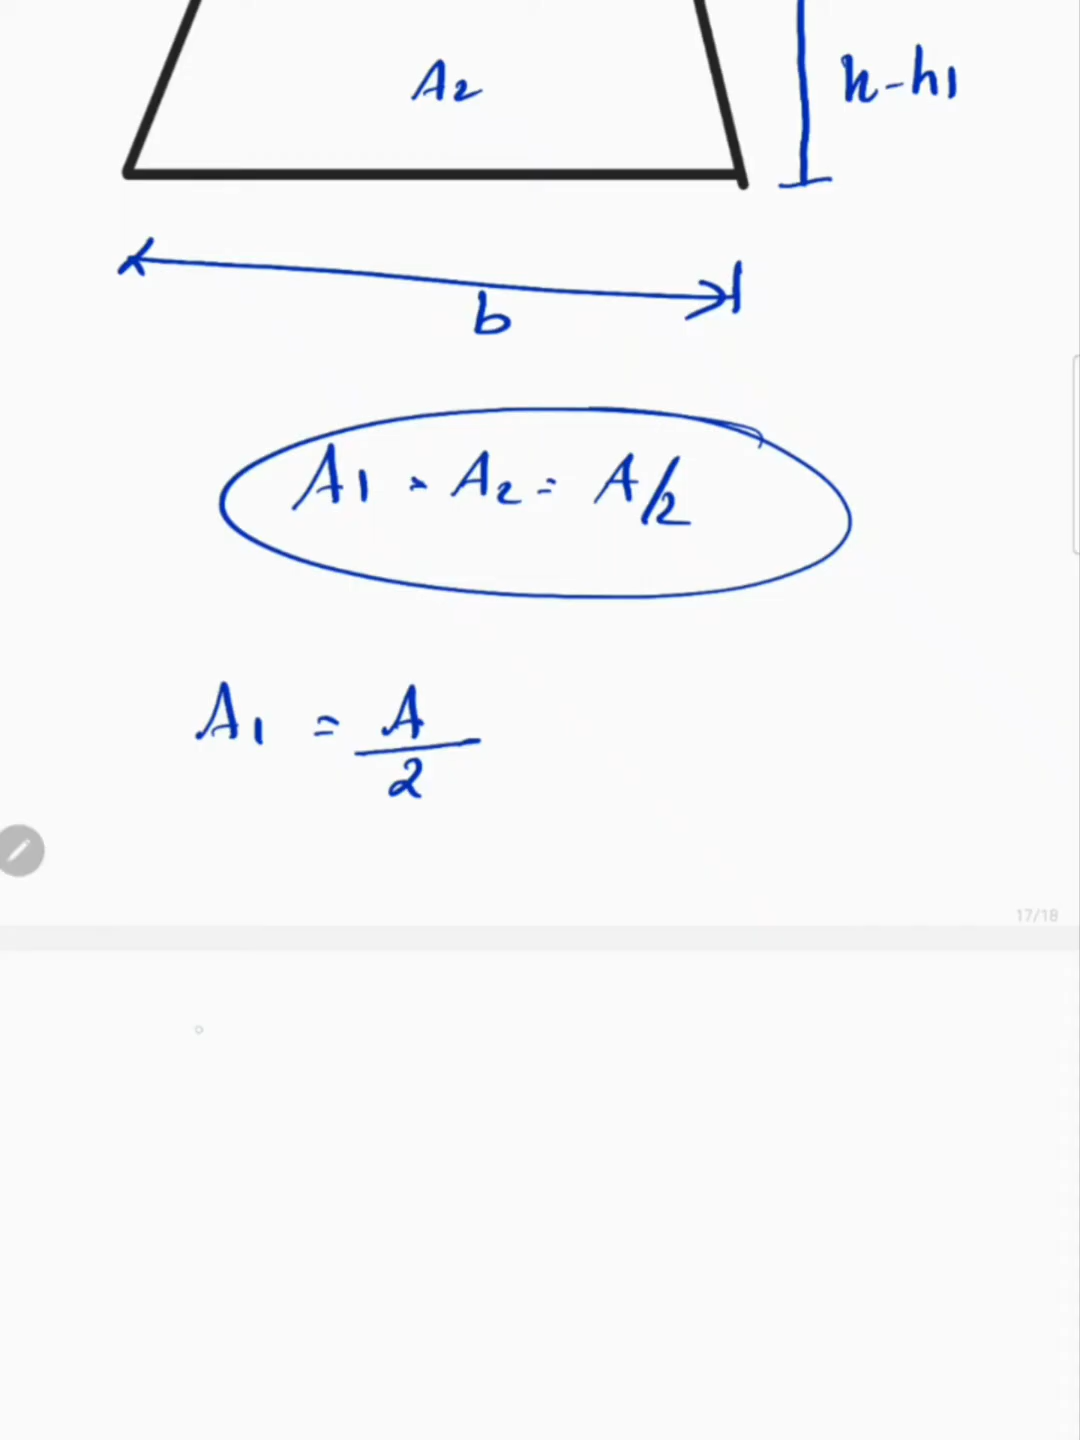 A2
h-h1
b
A1 = A2 = A/2
A1 = A
2
17/18